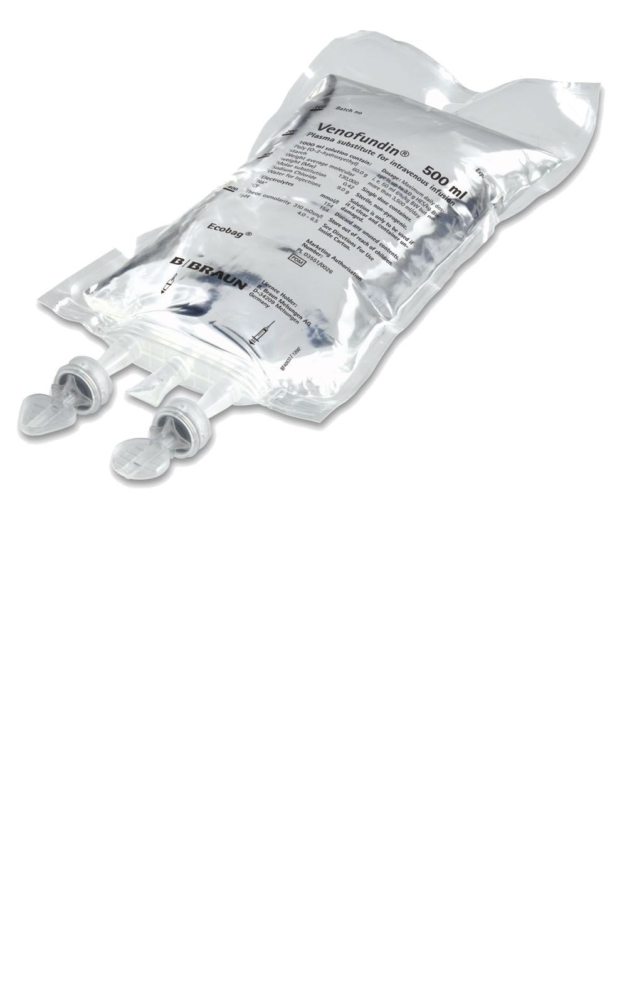 100
Batch no
Exp.
200
Venofundin®
500 ml
Plasma substitute for intravenous infusion
300
1000 ml solution contain:
Poly (O-2-hydroxyethyl)
starch 60.0 g
Weight average molecular
weight (Mw) 130,000
Molar substitution 0.42
Sodium Chloride 9.0 g
Water for Injections
Electrolytes mmol/l
Na⁺ 154
Cl⁻ 154
400
Theor. osmolarity 310 mOsm/l
pH 4.0 - 6.5
Dosage: Maximum daily dos-
age is up to 3.0 g HES/kg BW
i. e. 50 ml 6%/kg BW but not
more than 3,500 ml/day.
Single dose container.
Sterile, non-pyrogenic.
Solution is only to be used if
it is clear and container un-
damaged.
Discard any unused contents.
Store out of reach of children.
See Directions For Use
Inside Carton.
Marketing Authorisation
Number:
PL 03551/0026
POM
Ecobag®
B|BRAUN
Licence Holder:
B. Braun Melsungen AG
D-34209 Melsungen
Germany